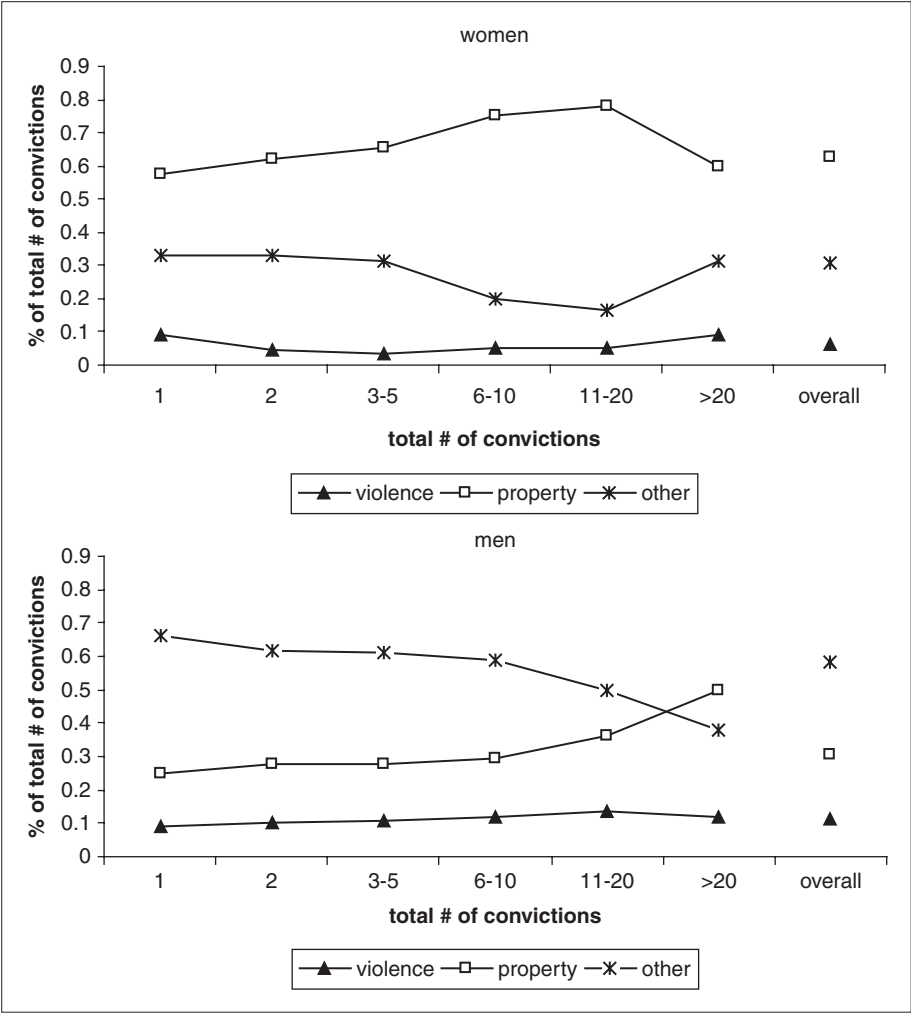 women
% of total # of convictions
0.9
0.8
0.7
0.6
0.5
0.4
0.3
0.2
0.1
0
1 2 3-5 6-10 11-20 >20 overall
total # of convictions
violence property other
men
% of total # of convictions
0.9
0.8
0.7
0.6
0.5
0.4
0.3
0.2
0.1
0
1 2 3-5 6-10 11-20 >20 overall
total # of convictions
violence property other